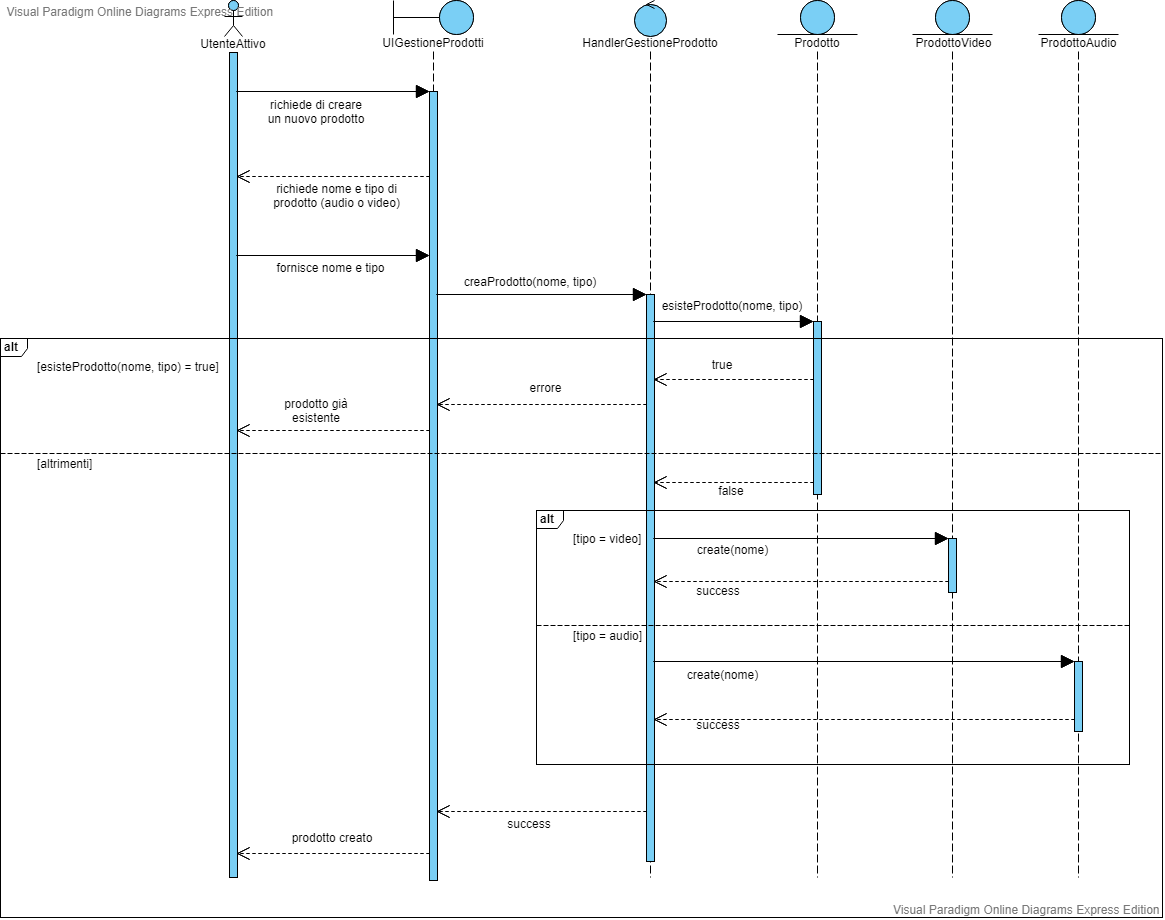 Visual Paradigm Online Diagrams Express Edition
UtenteAttivo
UIGestioneProdotti
HandlerGestioneProdotto
Prodotto
ProdottoVideo
ProdottoAudio
richiede di creare
un nuovo prodotto
richiede nome e tipo di
prodotto (audio o video)
fornisce nome e tipo
creaProdotto(nome, tipo)
esisteProdotto(nome, tipo)
alt
[esisteProdotto(nome, tipo) = true]
true
errore
prodotto già
esistente
[altrimenti]
false
alt
[tipo = video]
create(nome)
success
[tipo = audio]
create(nome)
success
success
prodotto creato
Visual Paradigm Online Diagrams Express Edition